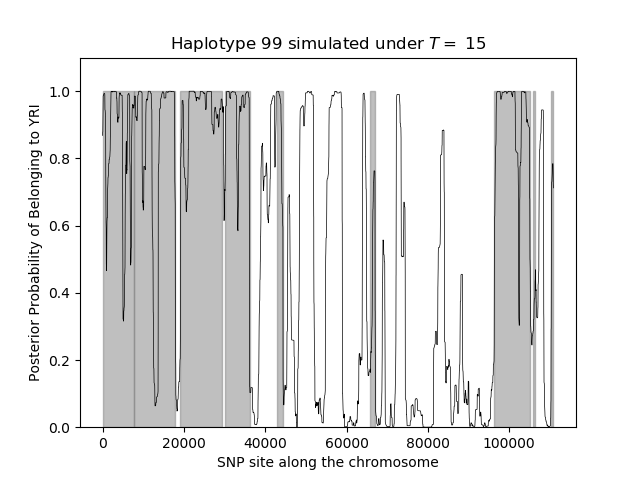 Haplotype 99 simulated under T = 15
Posterior Probability of Belonging to YRI
1.0
0.8
0.6
0.4
0.2
0.0
0 20000 40000 60000 80000 100000
SNP site along the chromosome